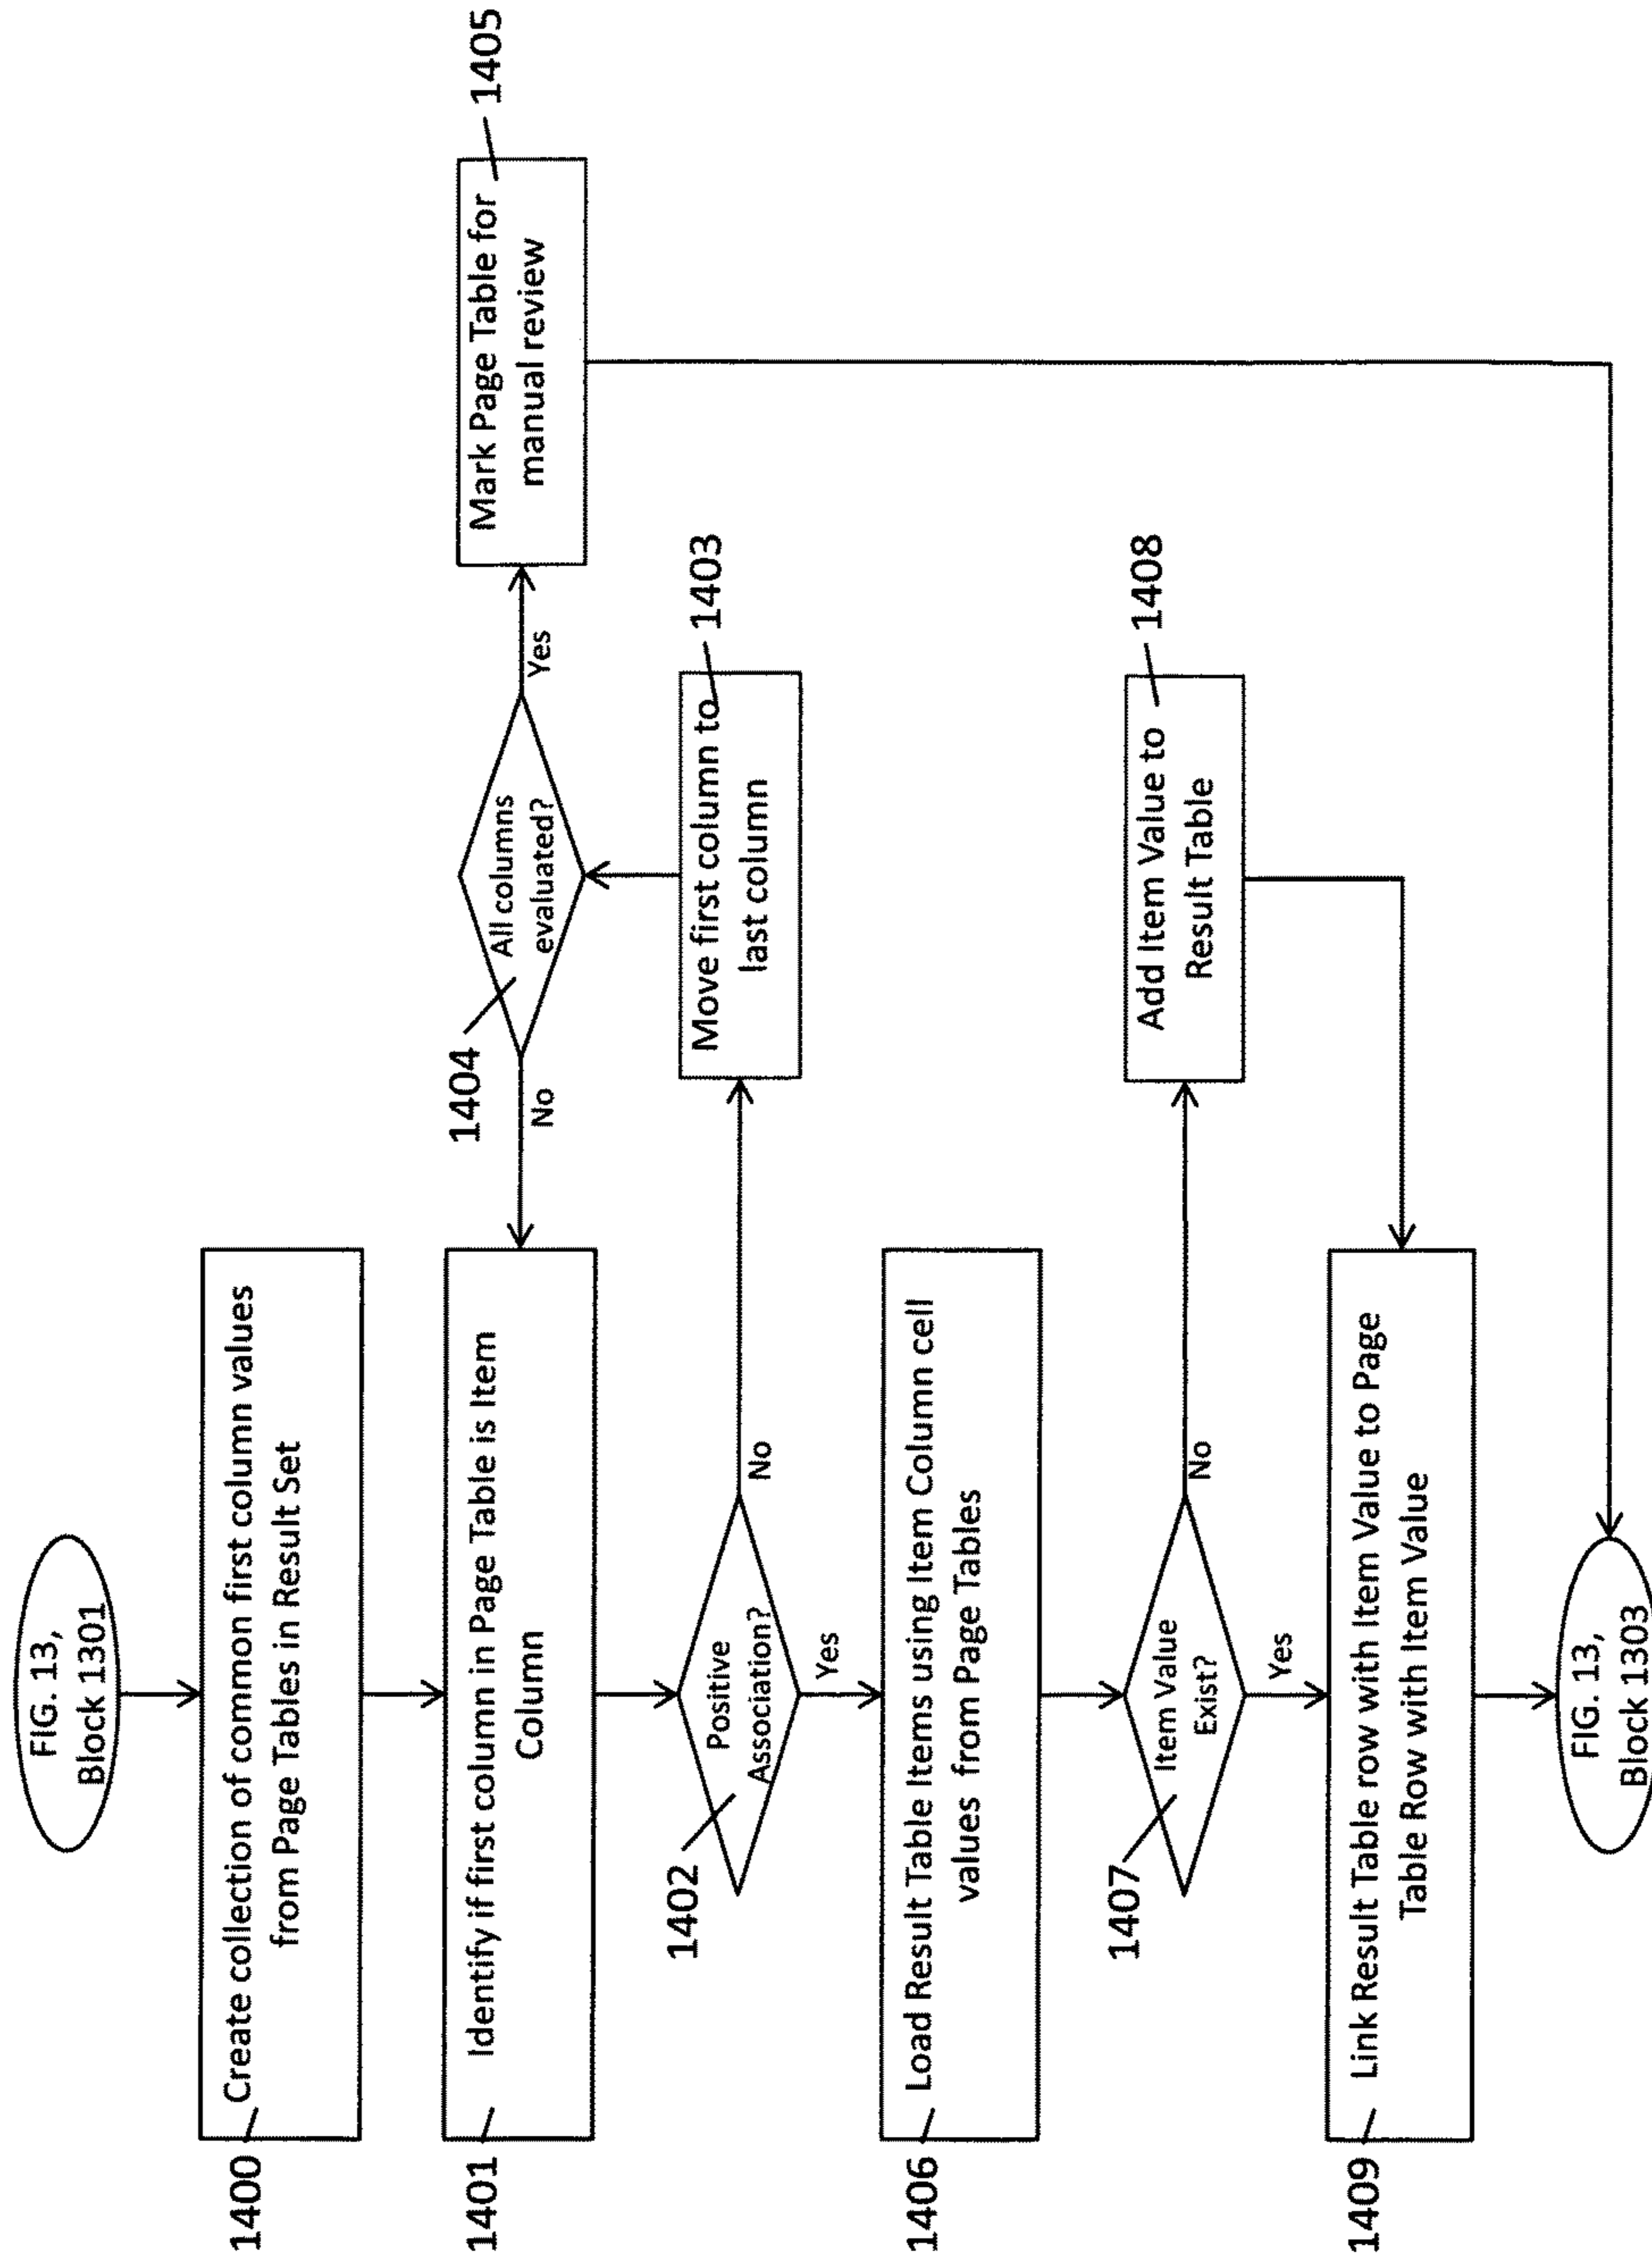 FIG. 13,
Block 1301
1400
Create collection of common first column values
from Page Tables in Result Set
1401
Identify if first column in Page Table is Item
Column
1402
Positive
Association?
No
Yes
1403
Move first column to
last column
1404
All columns
evaluated?
No
Yes
1405
Mark Page Table for
manual review
1406
Load Result Table Items using Item Column cell
values from Page Tables
1407
Item Value
Exist?
No
Yes
1408
Add Item Value to
Result Table
1409
Link Result Table row with Item Value to Page
Table Row with Item Value
FIG. 13,
Block 1303